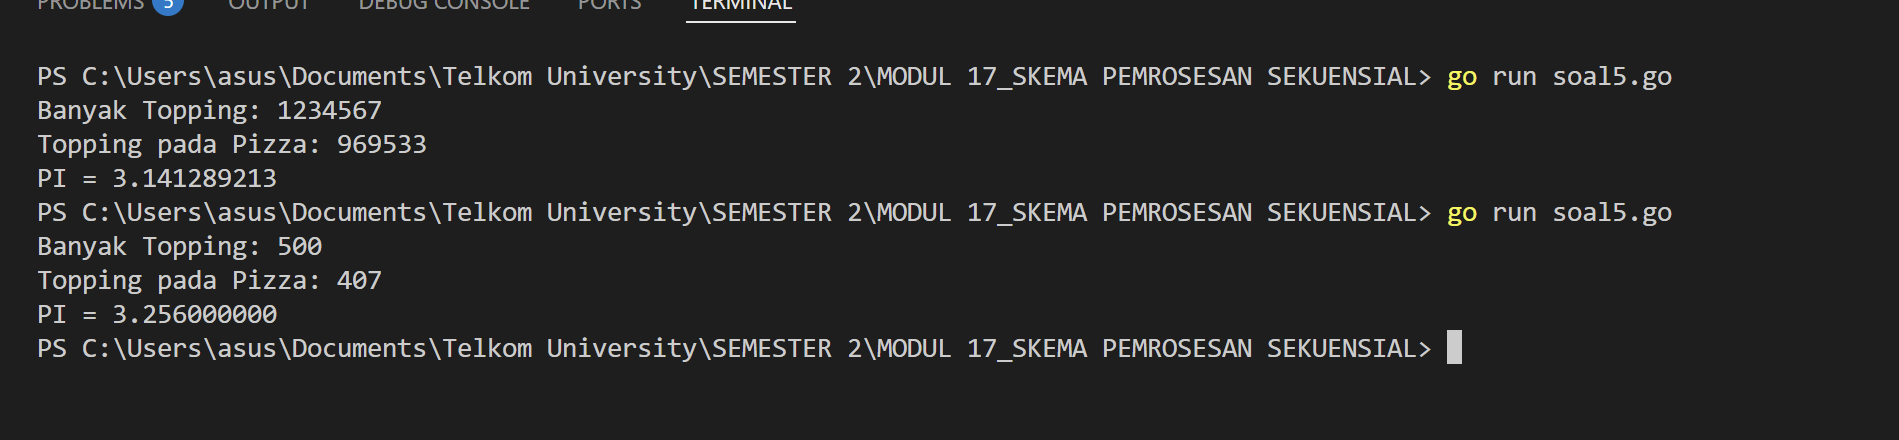 PROBLEMS 5 OUTPUT DEBUG CONSOLE PORTS TERMINAL
PS C:\Users\asus\Documents\Telkom University\SEMESTER 2\MODUL 17_SKEMA PEMROSESAN SEKUENSIAL> go run soal5.go
Banyak Topping: 1234567
Topping pada Pizza: 969533
PI = 3.141289213
PS C:\Users\asus\Documents\Telkom University\SEMESTER 2\MODUL 17_SKEMA PEMROSESAN SEKUENSIAL> go run soal5.go
Banyak Topping: 500
Topping pada Pizza: 407
PI = 3.256000000
PS C:\Users\asus\Documents\Telkom University\SEMESTER 2\MODUL 17_SKEMA PEMROSESAN SEKUENSIAL>